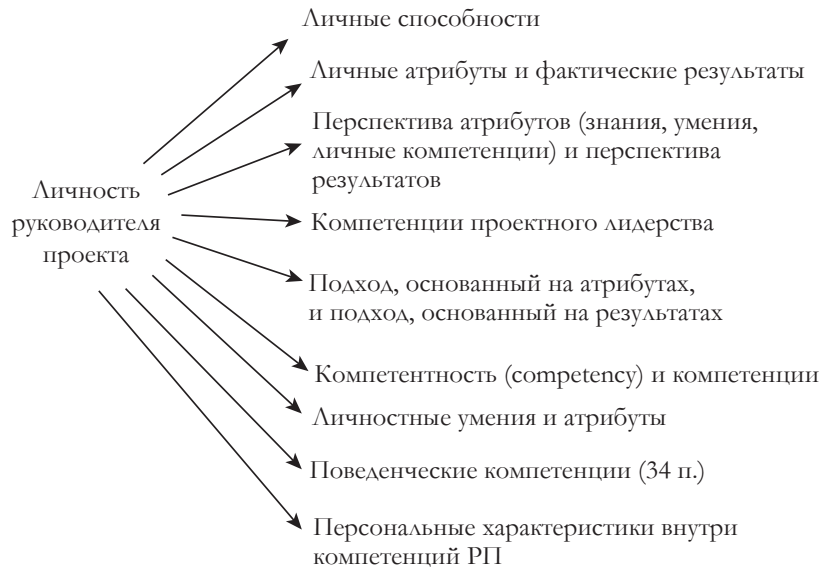 Личные способности
Личные атрибуты и фактические результаты
Перспектива атрибутов (знания, умения,
личные компетенции) и перспектива
результатов
Личность
руководителя
проекта
Компетенции проектного лидерства
Подход, основанный на атрибутах,
и подход, основанный на результатах
Компетентность (competency) и компетенции
Личностные умения и атрибуты
Поведенческие компетенции (34 п.)
Персональные характеристики внутри
компетенций РП